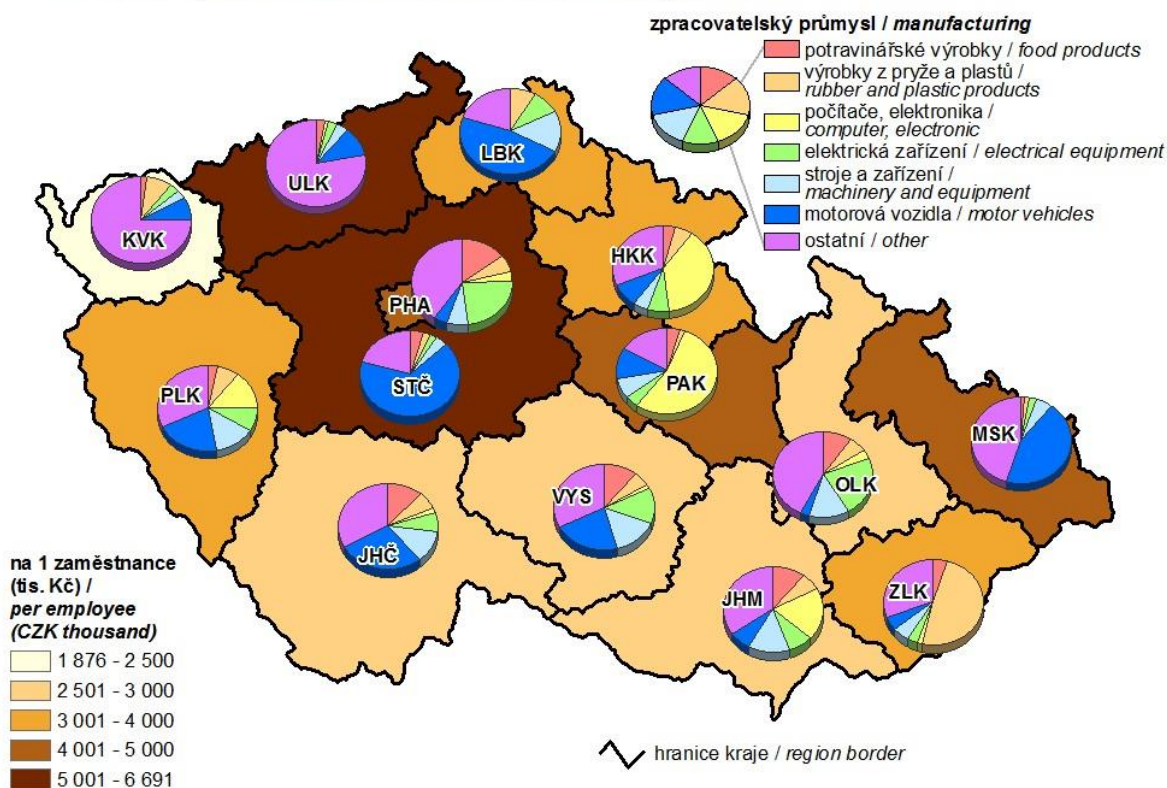 zpracovatelský průmysl / manufacturing
potravinářské výrobky / food products
výrobky z pryže a plastů /
rubber and plastic products
počítače, elektronika /
computer, electronic
elektrická zařízení / electrical equipment
stroje a zařízení /
machinery and equipment
motorová vozidla / motor vehicles
ostatní / other
LBK
ULK
KVK
HKK
PHA
STČ
PAK
PLK
MSK
OLK
VYS
JHČ
ZLK
JHM
na 1 zaměstnance
(tis. Kč) /
per employee
(CZK thousand)
1 876 - 2 500
2 501 - 3 000
3 001 - 4 000
4 001 - 5 000
5 001 - 6 691
hranice kraje / region border